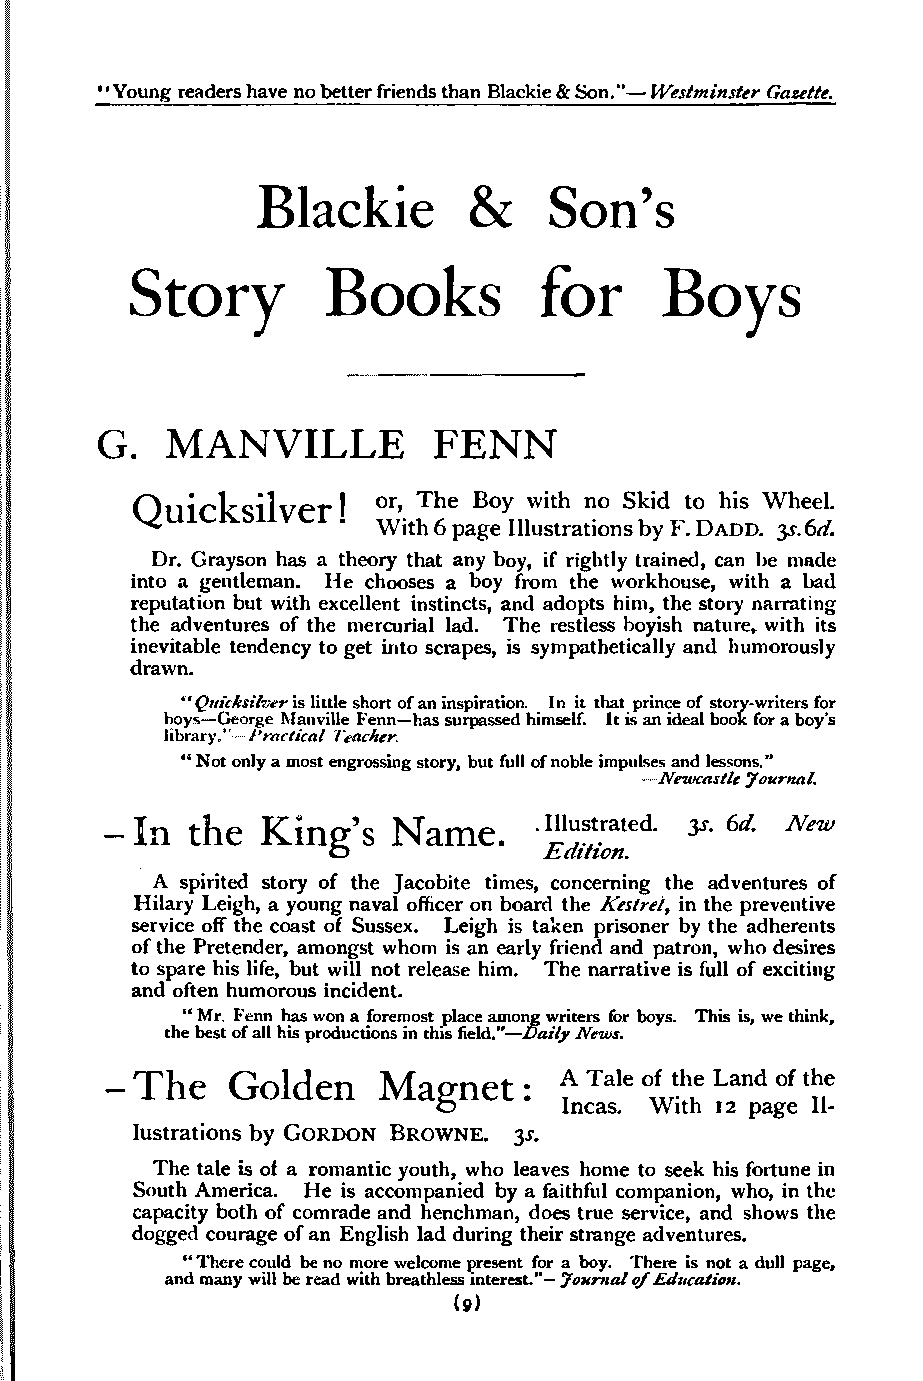 "Young readers have no better friends than Blackie & Son."—Westminster Gazette.
Blackie & Son's
Story Books for Boys
G. MANVILLE FENN
Quicksilver! or, The Boy with no Skid to his Wheel.
With 6 page Illustrations by F. DADD. 3s. 6d.
Dr. Grayson has a theory that any boy, if rightly trained, can be made
into a gentleman. He chooses a boy from the workhouse, with a bad
reputation but with excellent instincts, and adopts him, the story narrating
the adventures of the mercurial lad. The restless boyish nature, with its
inevitable tendency to get into scrapes, is sympathetically and humorously
drawn.
"Quicksilver is little short of an inspiration. In it that prince of story-writers for
boys—George Manville Fenn—has surpassed himself. It is an ideal book for a boy's
library."—Practical Teacher.
"Not only a most engrossing story, but full of noble impulses and lessons."
—Newcastle Journal.
–In the King's Name. Illustrated. 3s. 6d. New
Edition.
A spirited story of the Jacobite times, concerning the adventures of
Hilary Leigh, a young naval officer on board the Kestrel, in the preventive
service off the coast of Sussex. Leigh is taken prisoner by the adherents
of the Pretender, amongst whom is an early friend and patron, who desires
to spare his life, but will not release him. The narrative is full of exciting
and often humorous incident.
"Mr. Fenn has won a foremost place among writers for boys. This is, we think,
the best of all his productions in this field."—Daily News.
–The Golden Magnet: A Tale of the Land of the
Incas. With 12 page Il-
lustrations by GORDON BROWNE. 3s.
The tale is of a romantic youth, who leaves home to seek his fortune in
South America. He is accompanied by a faithful companion, who, in the
capacity both of comrade and henchman, does true service, and shows the
dogged courage of an English lad during their strange adventures.
"There could be no more welcome present for a boy. There is not a dull page,
and many will be read with breathless interest."—Journal of Education.
(9)